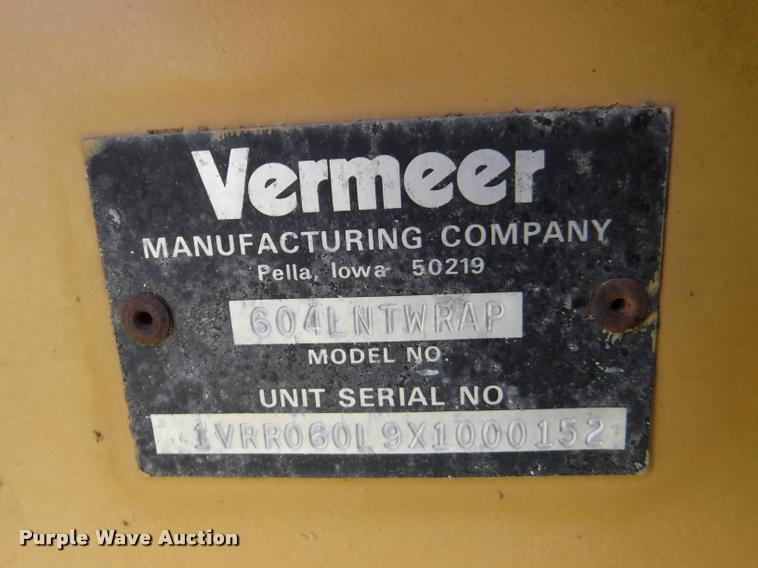 Vermeer
MANUFACTURING COMPANY
Pella, Iowa 50219
604LNTWRAP
MODEL NO.
UNIT SERIAL NO.
1VRR060L9X1000152
Purple Wave Auction